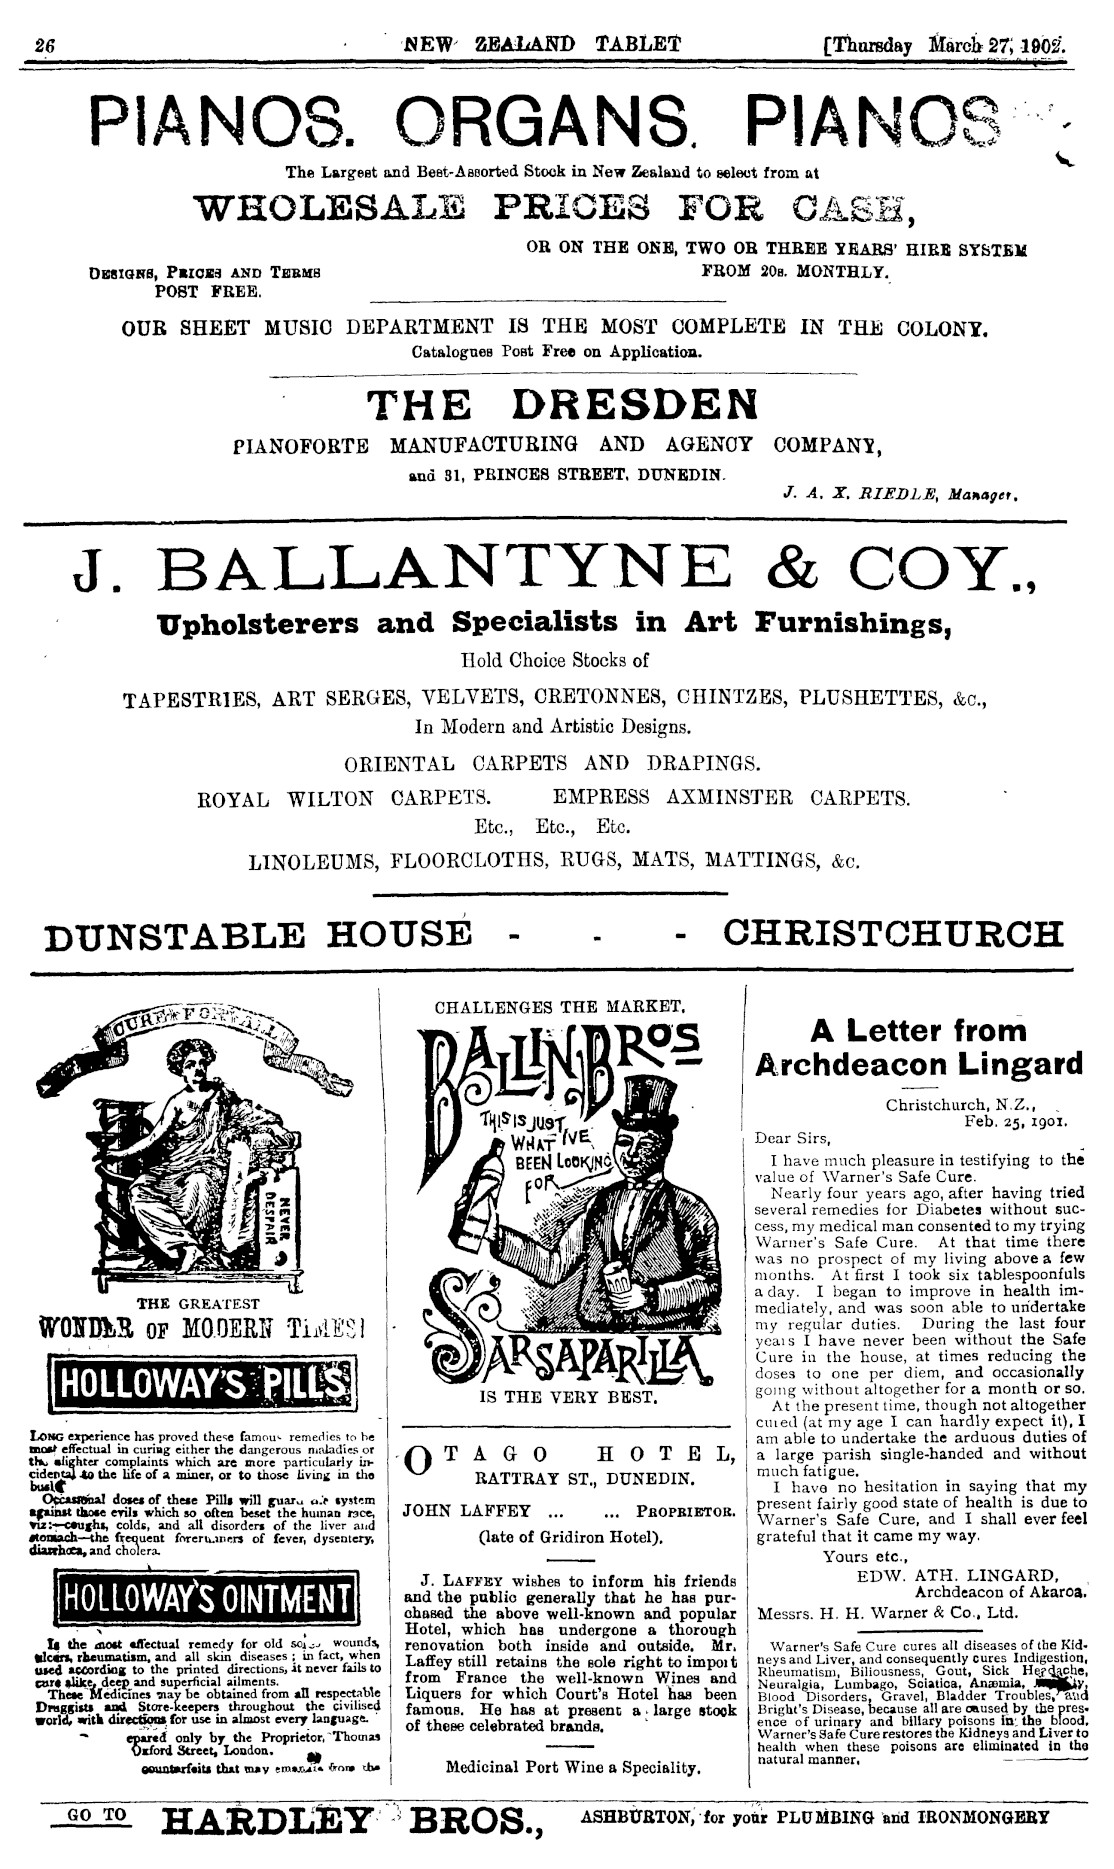 26
NEW ZEALAND TABLET
[Thursday March 27, 1902.
PIANOS. ORGANS. PIANOS
The Largest and Best-Assorted Stock in New Zealand to select from at
WHOLESALE PRICES FOR CASH,
OR ON THE ONE, TWO OR THREE YEARS' HIRE SYSTEM
FROM 20s. MONTHLY.
DESIGNS, PRICES AND TERMS
POST FREE.
OUR SHEET MUSIC DEPARTMENT IS THE MOST COMPLETE IN THE COLONY.
Catalogues Post Free on Application.
THE DRESDEN
PIANOFORTE MANUFACTURING AND AGENCY COMPANY,
and 31, PRINCES STREET, DUNEDIN.
J. A. X. RIEDLE, Manager.
J. BALLANTYNE & COY.,
Upholsterers and Specialists in Art Furnishings,
Hold Choice Stocks of
TAPESTRIES, ART SERGES, VELVETS, CRETONNES, CHINTZES, PLUSHETTES, &c.,
In Modern and Artistic Designs.
ORIENTAL CARPETS AND DRAPINGS.
ROYAL WILTON CARPETS. EMPRESS AXMINSTER CARPETS.
Etc., Etc., Etc.
LINOLEUMS, FLOORCLOTHS, RUGS, MATS, MATTINGS, &c.
DUNSTABLE HOUSE - - - CHRISTCHURCH
CURE FOR ALL
NEVER
DESPAIR
THE GREATEST
WONDER OF MODERN TIMES!
HOLLOWAY'S PILLS
LONG experience has proved these famous remedies to be
most effectual in curing either the dangerous maladies or
the slighter complaints which are more particularly in-
cidental to the life of a miner, or to those living in the
bush.
Occasional doses of these Pills will guard the system
against those evils which so often beset the human race,
viz:—coughs, colds, and all disorders of the liver and
stomach—the frequent forerunners of fever, dysentery,
diarrhœa, and cholera.
HOLLOWAY'S OINTMENT
Is the most effectual remedy for old sores, wounds,
ulcers, rheumatism, and all skin diseases; in fact, when
used according to the printed directions, it never fails to
cure alike, deep and superficial ailments.
These Medicines may be obtained from all respectable
Druggists and Store-keepers throughout the civilised
world, with directions for use in almost every language.
epared only by the Proprietor, Thomas
Oxford Street, London.
counterfeits that may emanate from the
CHALLENGES THE MARKET.
BALLIN BROS
THIS IS JUST
WHAT I'VE
BEEN LOOKING
FOR
SARSAPARILLA
IS THE VERY BEST.
OTAGO HOTEL,
RATTRAY ST., DUNEDIN.
JOHN LAFFEY ... ... PROPRIETOR.
(late of Gridiron Hotel).
J. LAFFEY wishes to inform his friends
and the public generally that he has pur-
chased the above well-known and popular
Hotel, which has undergone a thorough
renovation both inside and outside. Mr.
Laffey still retains the sole right to import
from France the well-known Wines and
Liquers for which Court's Hotel has been
famous. He has at present a large stock
of these celebrated brands.
Medicinal Port Wine a Speciality.
A Letter from
Archdeacon Lingard
Christchurch, N.Z.,
Feb. 25, 1901.
Dear Sirs,
I have much pleasure in testifying to the
value of Warner's Safe Cure.
Nearly four years ago, after having tried
several remedies for Diabetes without suc-
cess, my medical man consented to my trying
Warner's Safe Cure. At that time there
was no prospect of my living above a few
months. At first I took six tablespoonfuls
a day. I began to improve in health im-
mediately, and was soon able to undertake
my regular duties. During the last four
years I have never been without the Safe
Cure in the house, at times reducing the
doses to one per diem, and occasionally
going without altogether for a month or so.
At the present time, though not altogether
cured (at my age I can hardly expect it), I
am able to undertake the arduous duties of
a large parish single-handed and without
much fatigue.
I have no hesitation in saying that my
present fairly good state of health is due to
Warner's Safe Cure, and I shall ever feel
grateful that it came my way.
Yours etc.,
EDW. ATH. LINGARD,
Archdeacon of Akaroa.
Messrs. H. H. Warner & Co., Ltd.
Warner's Safe Cure cures all diseases of the Kid-
neys and Liver, and consequently cures Indigestion,
Rheumatism, Biliousness, Gout, Sick Headache,
Neuralgia, Lumbago, Sciatica, Anæmia,
Blood Disorders, Gravel, Bladder Troubles, and
Bright's Disease, because all are caused by the pres-
ence of urinary and biliary poisons in the blood.
Warner's Safe Cure restores the Kidneys and Liver to
health when these poisons are eliminated in the
natural manner.
GO TO HARDLEY BROS., ASHBURTON, for your PLUMBING and IRONMONGERY